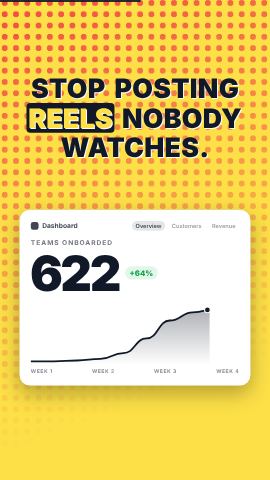 STOP POSTING
REELS NOBODY
WATCHES.
Dashboard
Overview Customers Revenue
TEAMS ONBOARDED
622 +64%
WEEK 1 WEEK 2 WEEK 3 WEEK 4